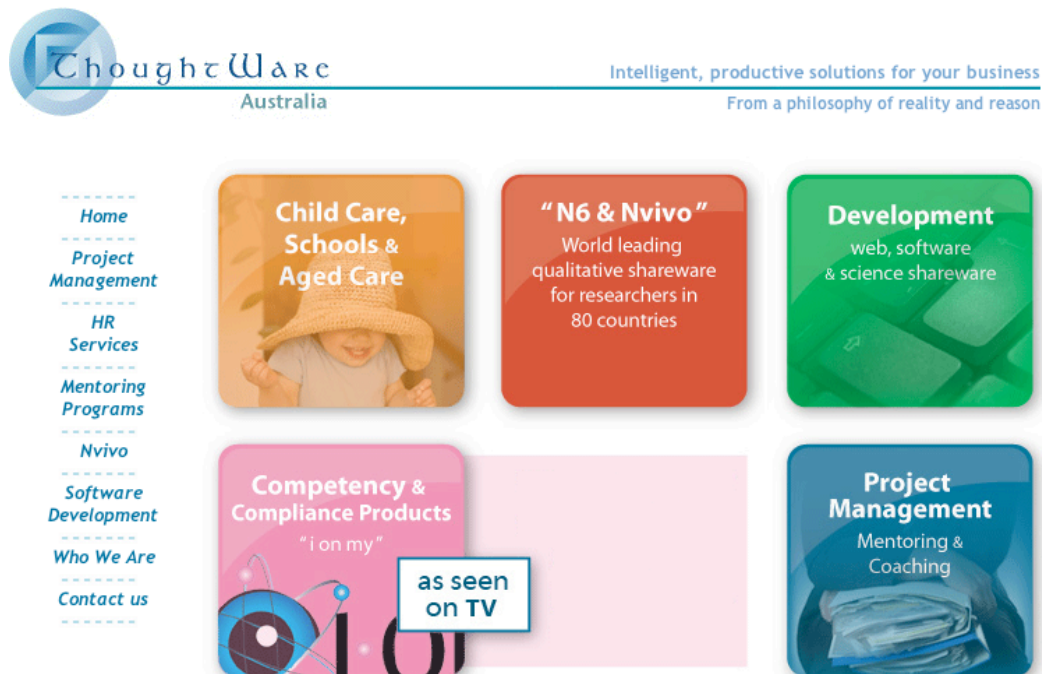 ThoughtWare
Australia
Intelligent, productive solutions for your business
From a philosophy of reality and reason
Home
Project
Management
HR
Services
Mentoring
Programs
Nvivo
Software
Development
Who We Are
Contact us
Child Care,
Schools &
Aged Care
“N6 & Nvivo”
World leading
qualitative shareware
for researchers in
80 countries
Development
web, software
& science shareware
Competency &
Compliance Products
“i on my”
as seen
on TV
Project
Management
Mentoring &
Coaching